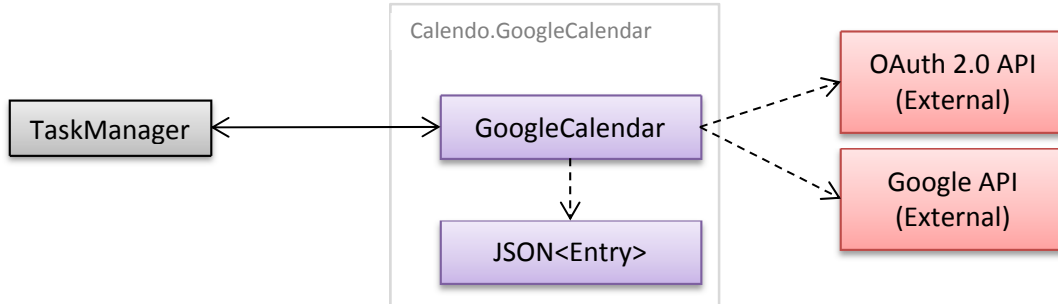 Calendo.GoogleCalendar
TaskManager
GoogleCalendar
JSON<Entry>
OAuth 2.0 API
(External)
Google API
(External)